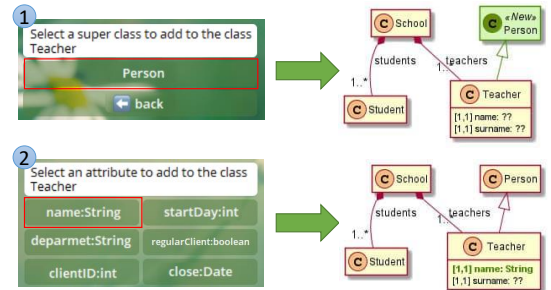 1
Select a super class to add to the class
Teacher
Person
back
C School
students
teachers
1..*
1..*
C Student
«New»
C Person
C Teacher
[1,1] name: ??
[1,1] surname: ??
2
Select an attribute to add to the class
Teacher
name:String
startDay:int
deparmet:String
regularClient:boolean
clientID:int
close:Date
C School
C Person
students
teachers
1..*
1..*
C Student
C Teacher
[1,1] name: String
[1,1] surname: ??